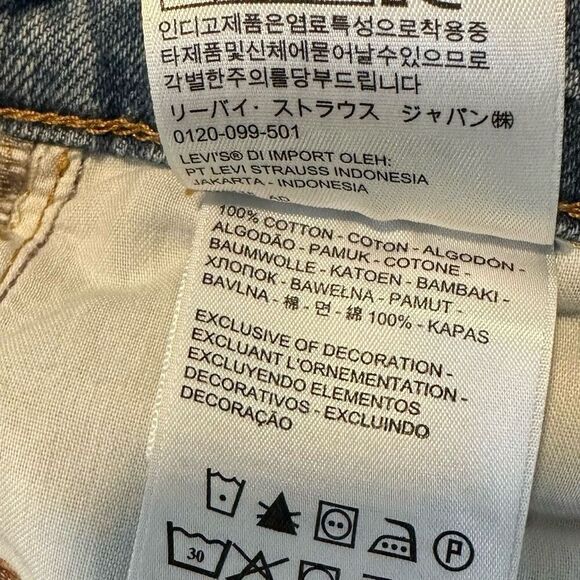 인디고제품은염료특성으로착용중
타제품및신체에묻어날수있으므로
각별한주의를당부드립니다.
リーバイ・ストラウス ジャパン㈱
0120-099-501
LEVI'S® DI IMPORT OLEH:
PT LEVI STRAUSS INDONESIA
JAKARTA - INDONESIA
100% COTTON - COTON - ALGODÓN -
ALGODÃO - PAMUK - COTONE -
BAUMWOLLE - KATOEN - BAMBAKI -
ХЛОПОК - BAWEŁNA - PAMUT -
BAVLNA - 棉 - 면 - 綿 100% - KAPAS
EXCLUSIVE OF DECORATION -
EXCLUANT L'ORNEMENTATION -
EXCLUYENDO ELEMENTOS
DECORATIVOS - EXCLUINDO
DECORAÇÃO
P
30